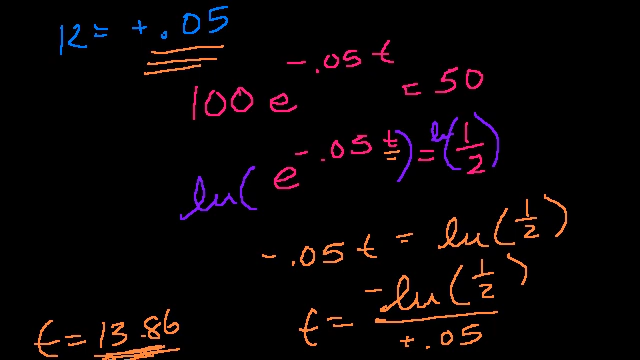 12 = +.05
100 e^-.05t = 50
ln(e^-.05t) = ln(1/2)
-.05t = ln(1/2)
t = -ln(1/2)/+.05
t = 13.86